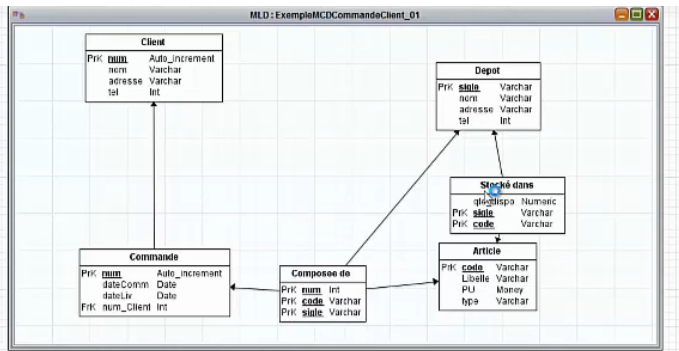 MLD : ExempleMCDCommandeClient_01
Client
PrK num Auto_increment
nom Varchar
adresse Varchar
tel Int
Depot
PrK sigle Varchar
nom Varchar
adresse Varchar
tel Int
Stocké dans
qté_dispo Numeric
PrK sigle Varchar
PrK code Varchar
Commande
PrK num Auto_increment
dateComm Date
dateLiv Date
FrK num_Client Int
Composee de
PrK num Int
PrK code Varchar
PrK sigle Varchar
Article
PrK code Varchar
Libelle Varchar
PU Money
type Varchar